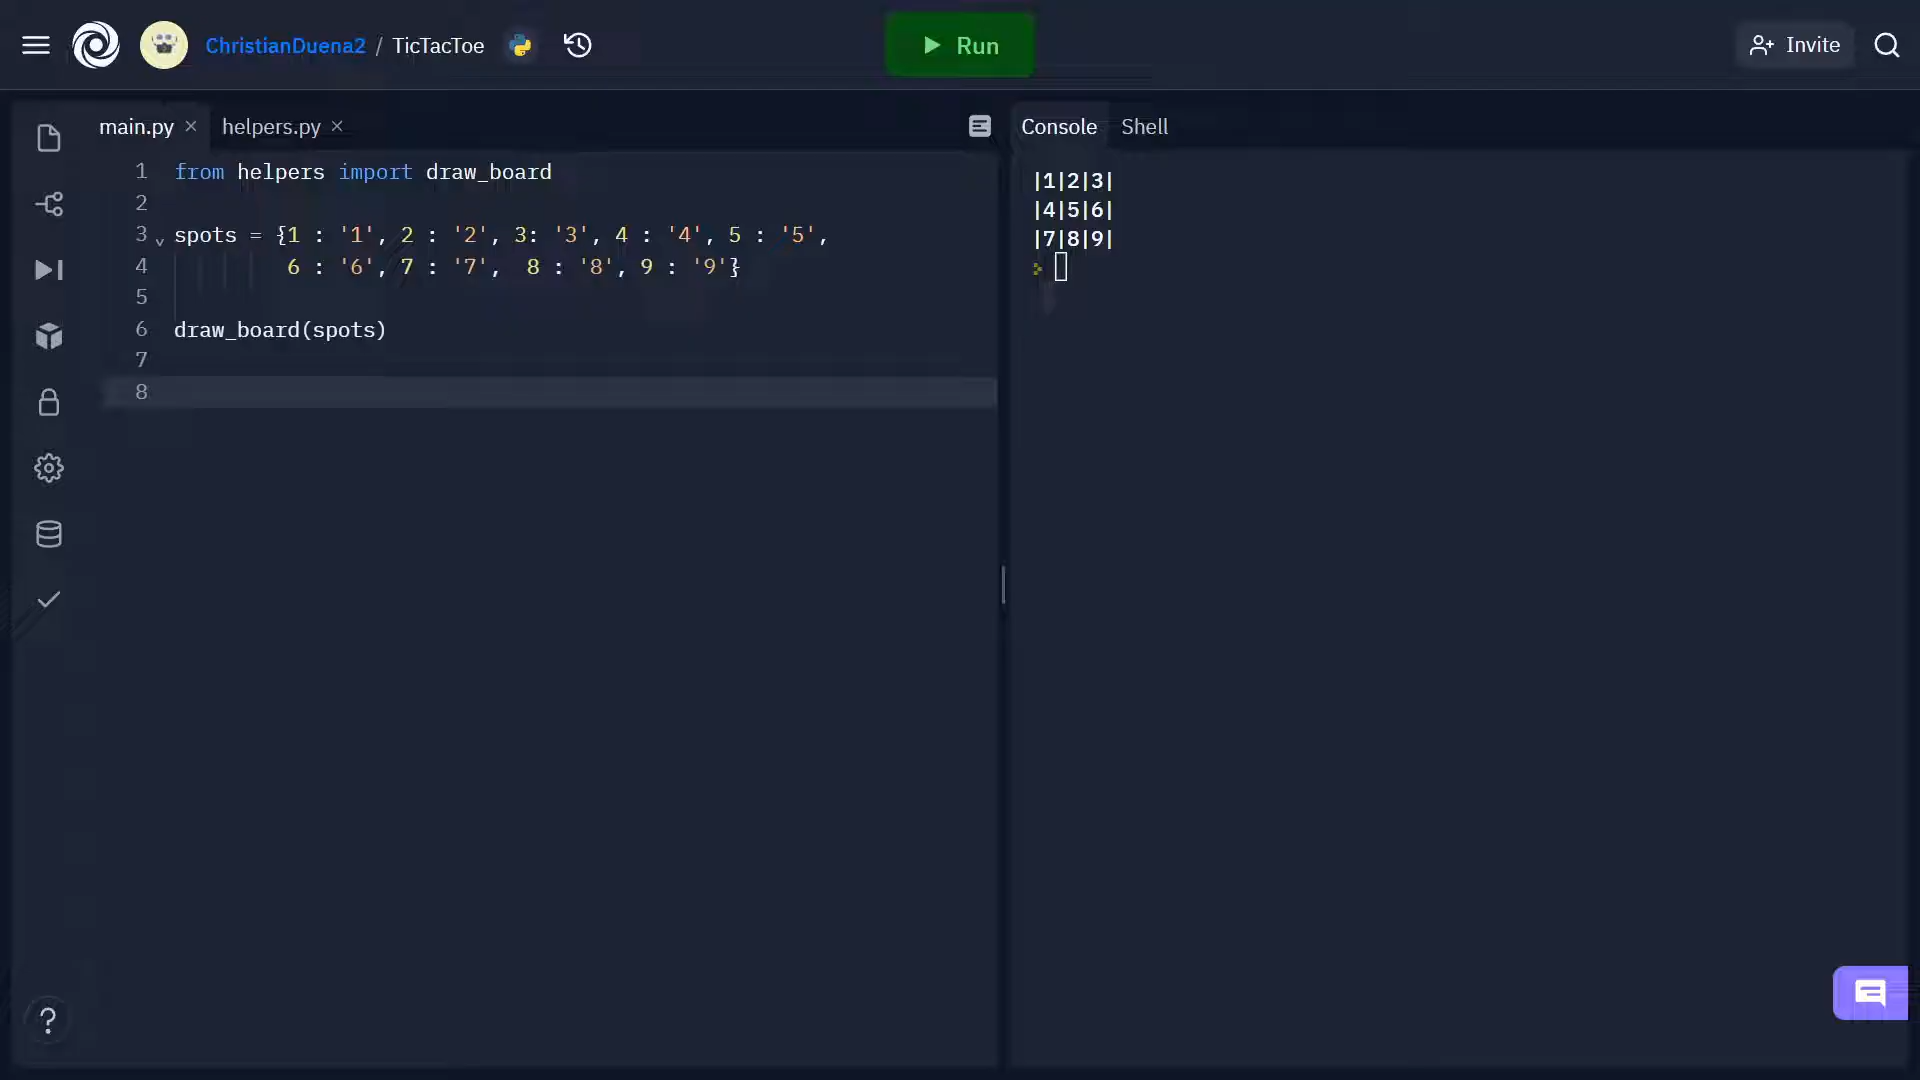 ChristianDuena2 / TicTacToe
Run
Invite
main.py ×
helpers.py ×
Console
Shell
1 from helpers import draw_board
2
3 spots = {1 : '1', 2 : '2', 3: '3', 4 : '4', 5 : '5',
4 6 : '6', 7 : '7',  8 : '8', 9 : '9'}
5
6 draw_board(spots)
7
8
|1|2|3|
|4|5|6|
|7|8|9|
?